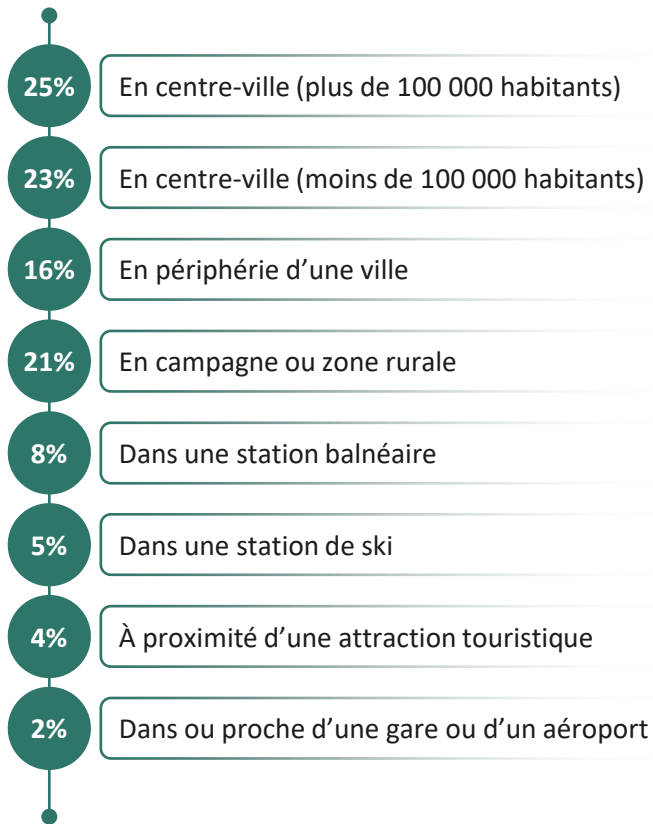 25% En centre-ville (plus de 100 000 habitants)
23% En centre-ville (moins de 100 000 habitants)
16% En périphérie d’une ville
21% En campagne ou zone rurale
8% Dans une station balnéaire
5% Dans une station de ski
4% À proximité d’une attraction touristique
2% Dans ou proche d’une gare ou d’un aéroport